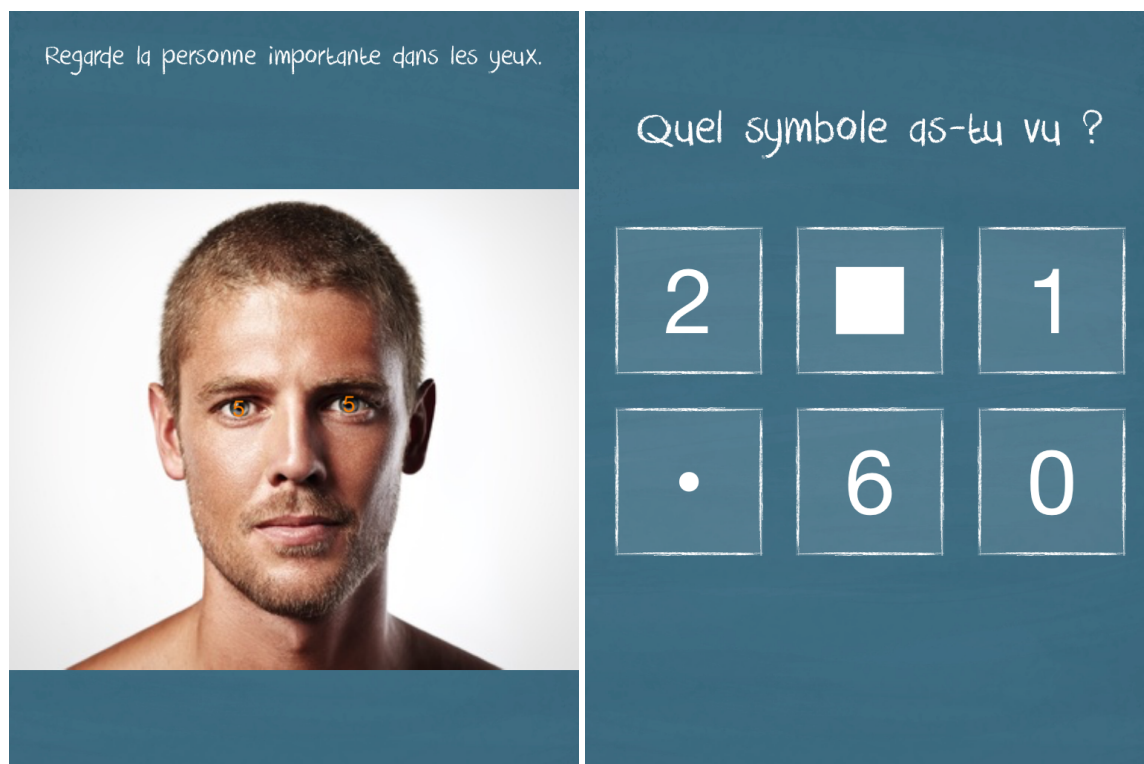 Regarde la personne importante dans les yeux.
5 5
Quel symbole as-tu vu ?
2 1
6 0